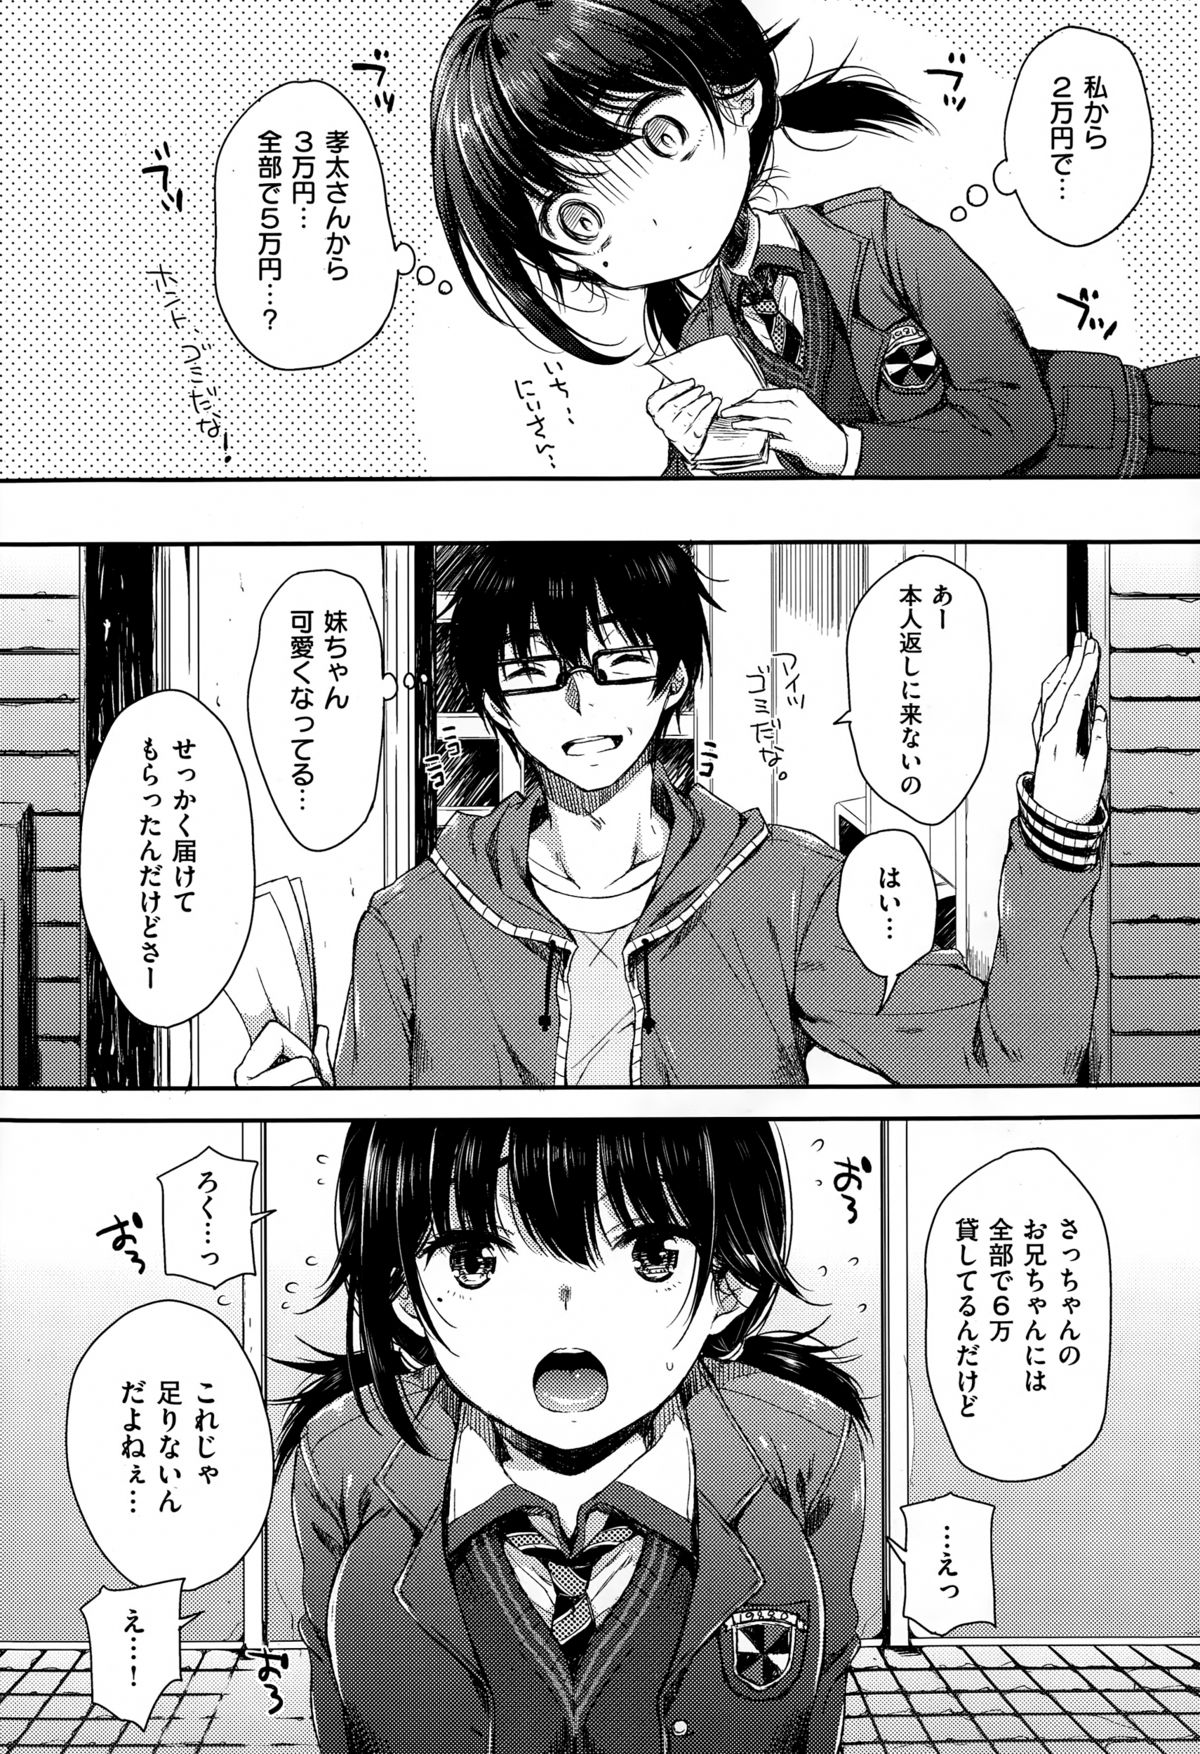 私から
2万円で…
ブツ
ブツ
ブツ
ブツ
孝太さんから
3万円…
全部で5万円…?
いち…
にいさん…
ホント、ゴミだな!
あー
本人返しに来ないの
はい…
アイツ
ゴミだな。
ニコ
ニコ
妹ちゃん
可愛くなってる…
せっかく届けて
もらったんだけどさー
さっちゃんの
お兄ちゃんには
全部で6万
貸してるんだけど
…えっ
おろ
ろく…っ
おろ
これじゃ
足りないん
だよねぇ…
え…!
おろ
19820